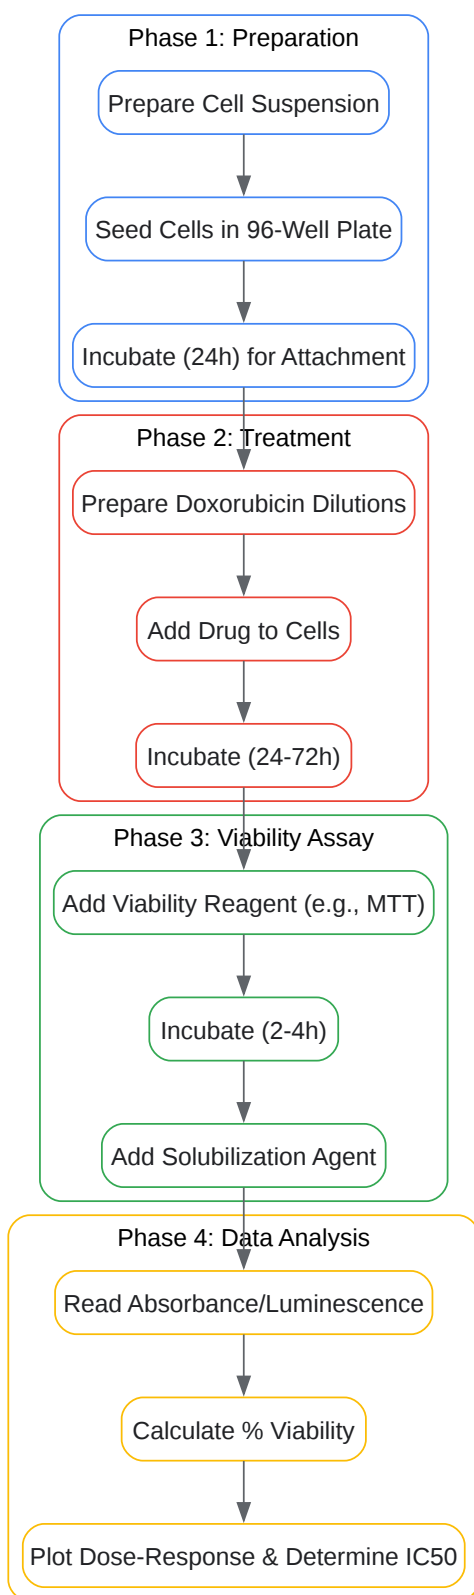 Phase 1: Preparation
Prepare Cell Suspension
Seed Cells in 96-Well Plate
Incubate (24h) for Attachment
Phase 2: Treatment
Prepare Doxorubicin Dilutions
Add Drug to Cells
Incubate (24-72h)
Phase 3: Viability Assay
Add Viability Reagent (e.g., MTT)
Incubate (2-4h)
Add Solubilization Agent
Phase 4: Data Analysis
Read Absorbance/Luminescence
Calculate % Viability
Plot Dose-Response & Determine IC50